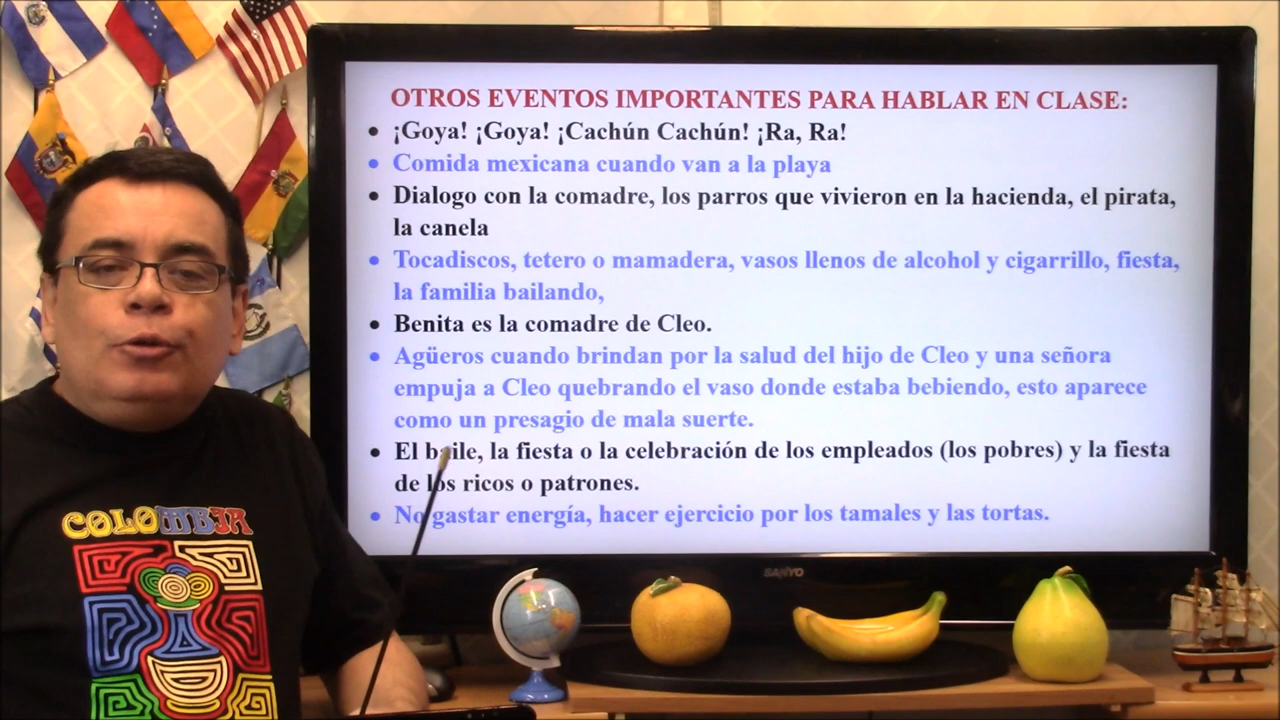 OTROS EVENTOS IMPORTANTES PARA HABLAR EN CLASE:
• ¡Goya! ¡Goya! ¡Cachún Cachún! ¡Ra, Ra!
• Comida mexicana cuando van a la playa
• Dialogo con la comadre, los parros que vivieron en la hacienda, el pirata,
la canela
• Tocadiscos, tetero o mamadera, vasos llenos de alcohol y cigarrillo, fiesta,
la familia bailando,
• Benita es la comadre de Cleo.
• Agüeros cuando brindan por la salud del hijo de Cleo y una señora
empuja a Cleo quebrando el vaso donde estaba bebiendo, esto aparece
como un presagio de mala suerte.
• El baile, la fiesta o la celebración de los empleados (los pobres) y la fiesta
de los ricos o patrones.
• No gastar energía, hacer ejercicio por los tamales y las tortas.
SANYO
COLOMBIA